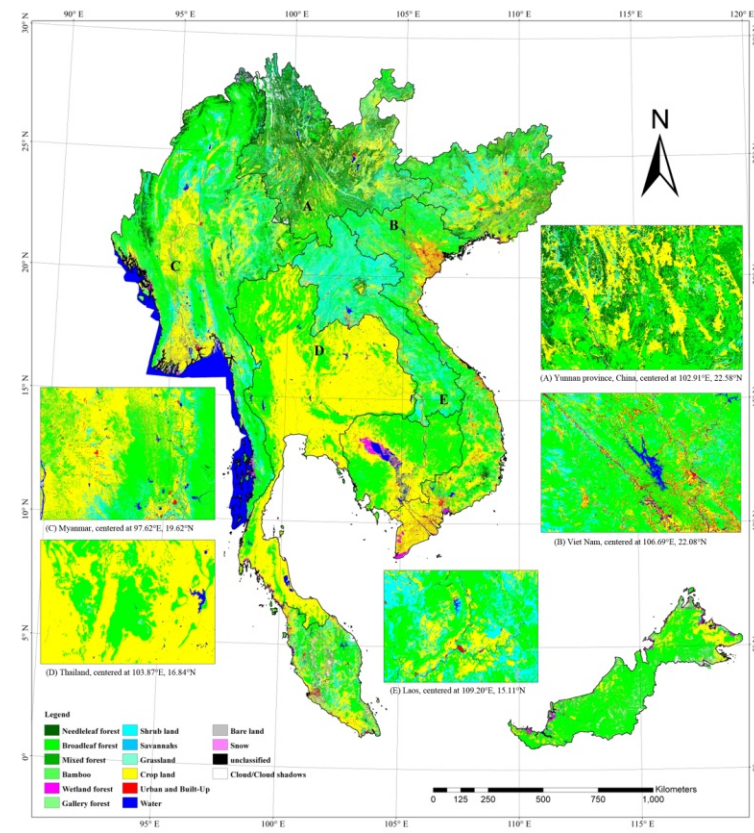 90° E 95° E 100° E 105° E 110° E 115° E 120° E
30° N
25° N
20° N
15° N
10° N
5° N
0°
N
A
B
C
D
E
(A) Yunnan province, China, centered at 102.91°E, 22.58°N
(B) Viet Nam, centered at 106.69°E, 22.08°N
(C) Myanmar, centered at 97.62°E, 19.62°N
(D) Thailand, centered at 103.87°E, 16.84°N
(E) Laos, centered at 109.20°E, 15.11°N
Legend
Needleleaf forest Shrub land Bare land
Broadleaf forest Savannahs Snow
Mixed forest Grassland unclassified
Bamboo Crop land Cloud/Cloud shadows
Wetland forest Urban and Built-Up
Gallery forest Water
Kilometers
0 125 250 500 750 1,000
95° E 100° E 105° E 110° E 115° E